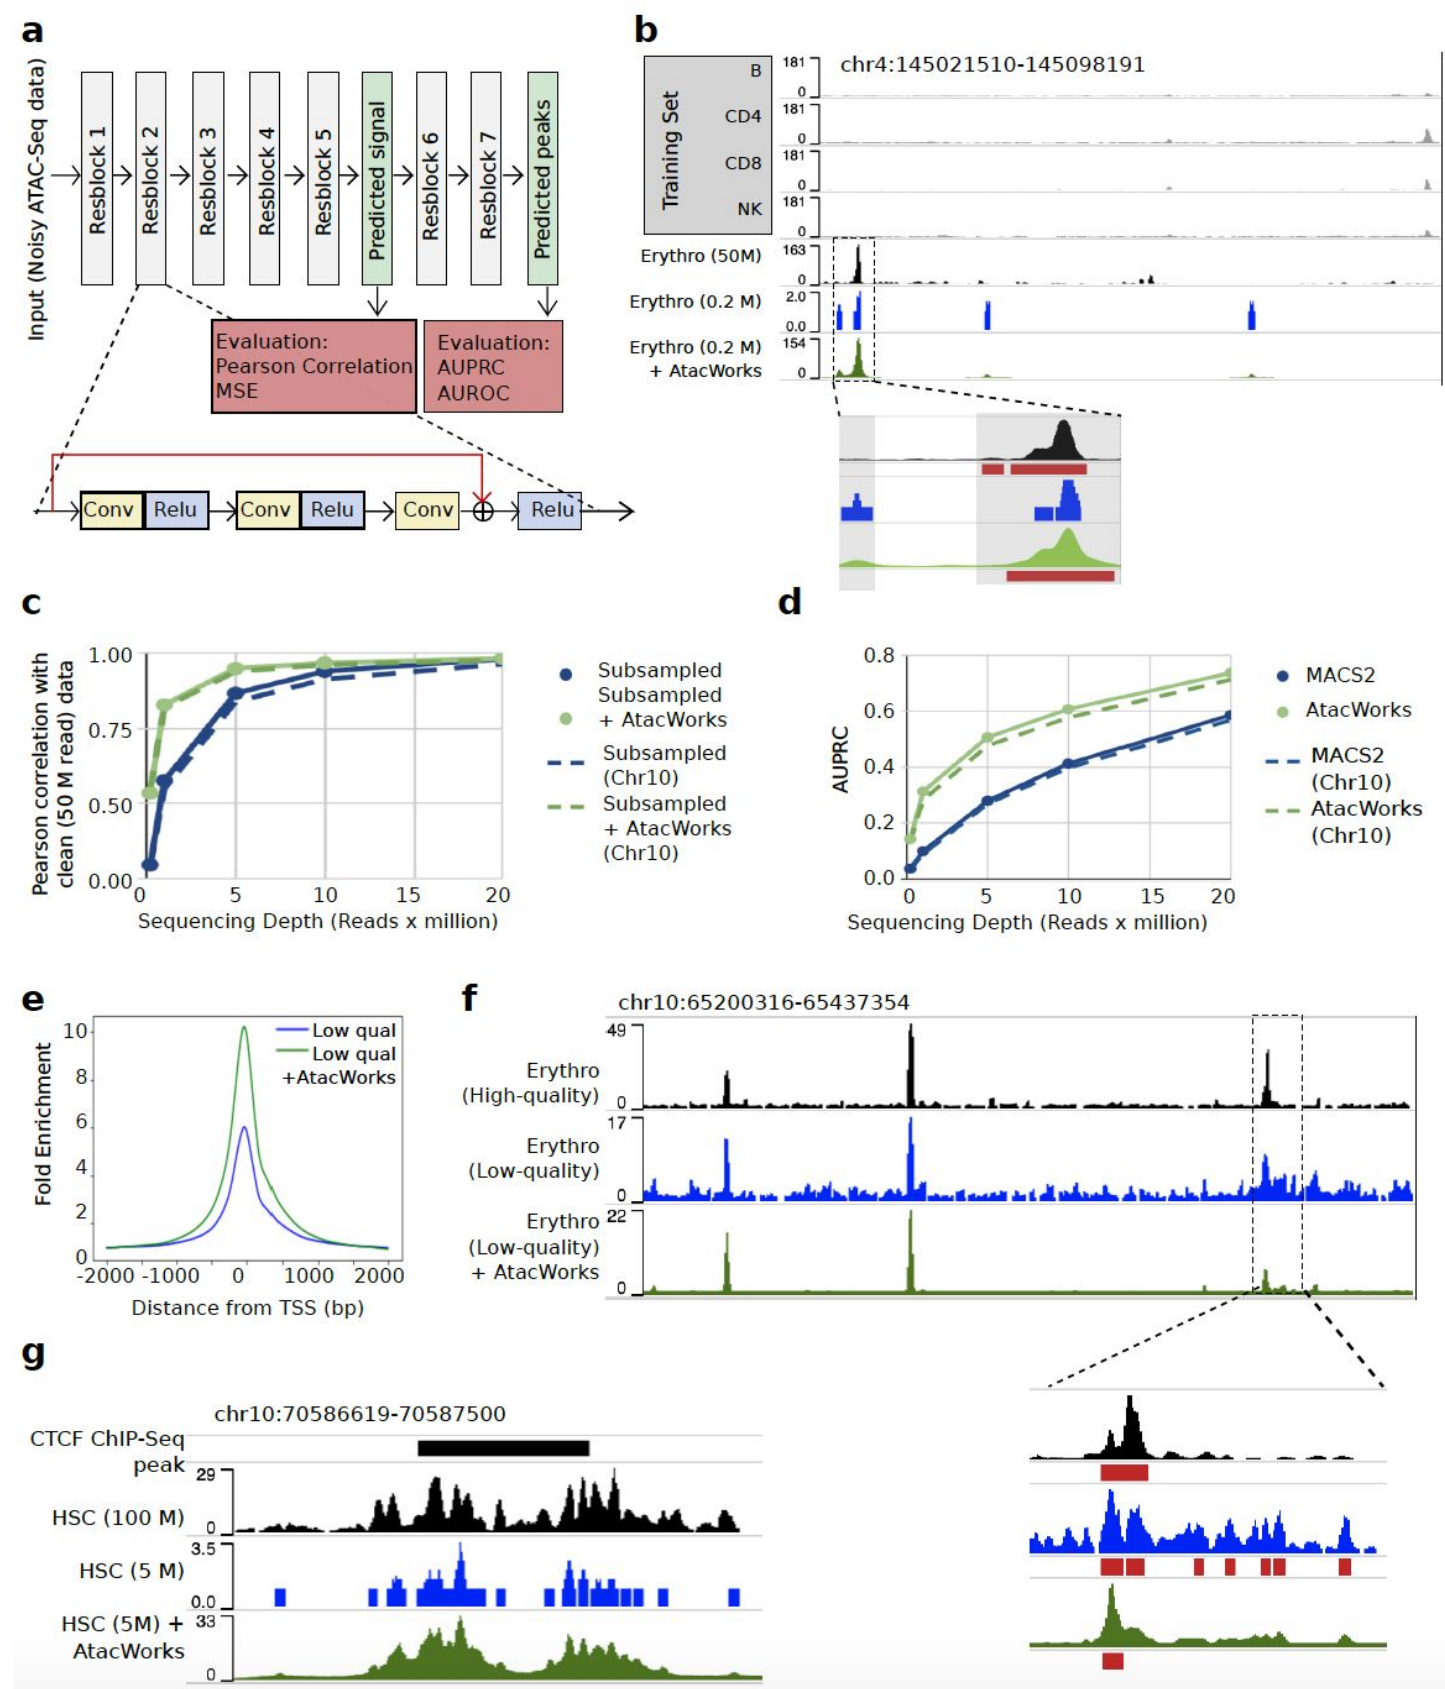 a
Input (Noisy ATAC-Seq data)
Resblock 1
Resblock 2
Resblock 3
Resblock 4
Resblock 5
Predicted signal
Resblock 6
Resblock 7
Predicted peaks
Evaluation:
Pearson Correlation
MSE
Evaluation:
AUPRC
AUROC
Conv
Relu
Conv
Relu
Conv
Relu
b
chr4:145021510-145098191
Training Set
B
181
0
CD4
181
0
CD8
181
0
NK
181
0
Erythro (50M)
163
0
Erythro (0.2 M)
2.0
0.0
Erythro (0.2 M)
+ AtacWorks
154
0
c
Pearson correlation with
clean (50 M read) data
1.00
0.75
0.50
0.00
0 5 10 15 20
Sequencing Depth (Reads x million)
Subsampled
Subsampled
+ AtacWorks
Subsampled
(Chr10)
Subsampled
+ AtacWorks
(Chr10)
d
AUPRC
0.8
0.6
0.4
0.2
0.0
0 5 10 15 20
Sequencing Depth (Reads x million)
MACS2
AtacWorks
MACS2
(Chr10)
AtacWorks
(Chr10)
e
Fold Enrichment
10
8
6
4
2
0
-2000 -1000 0 1000 2000
Distance from TSS (bp)
Low qual
Low qual
+AtacWorks
f
chr10:65200316-65437354
Erythro
(High-quality)
49
0
Erythro
(Low-quality)
17
0
Erythro
(Low-quality)
+ AtacWorks
22
0
g
chr10:70586619-70587500
CTCF ChIP-Seq
peak
HSC (100 M)
29
0
HSC (5 M)
3.5
0.0
HSC (5M) +
AtacWorks
33
0